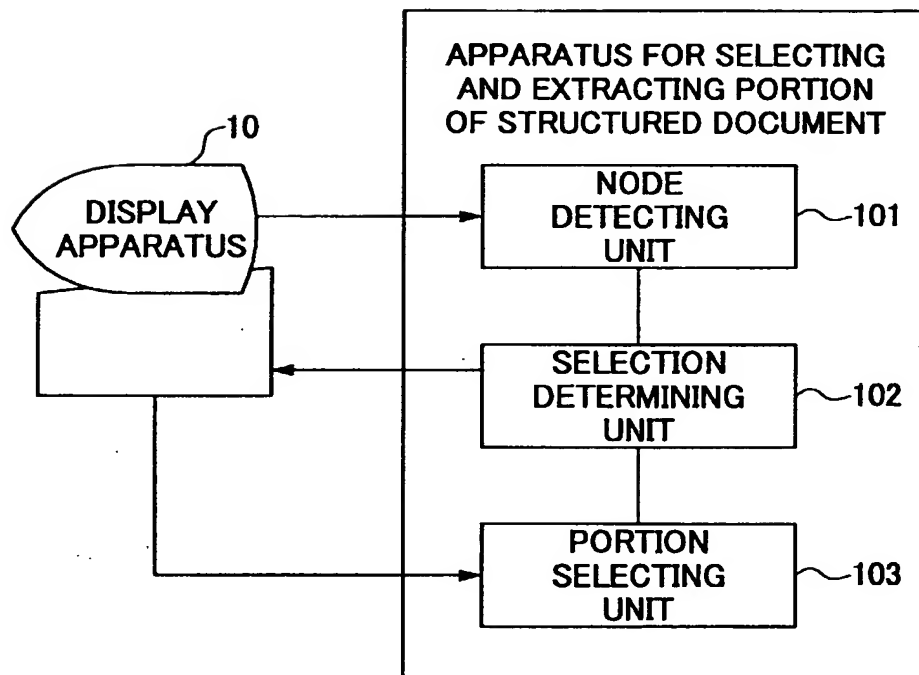 APPARATUS FOR SELECTING
AND EXTRACTING PORTION
OF STRUCTURED DOCUMENT
10
DISPLAY
APPARATUS
NODE
DETECTING
UNIT
101
SELECTION
DETERMINING
UNIT
102
PORTION
SELECTING
UNIT
103